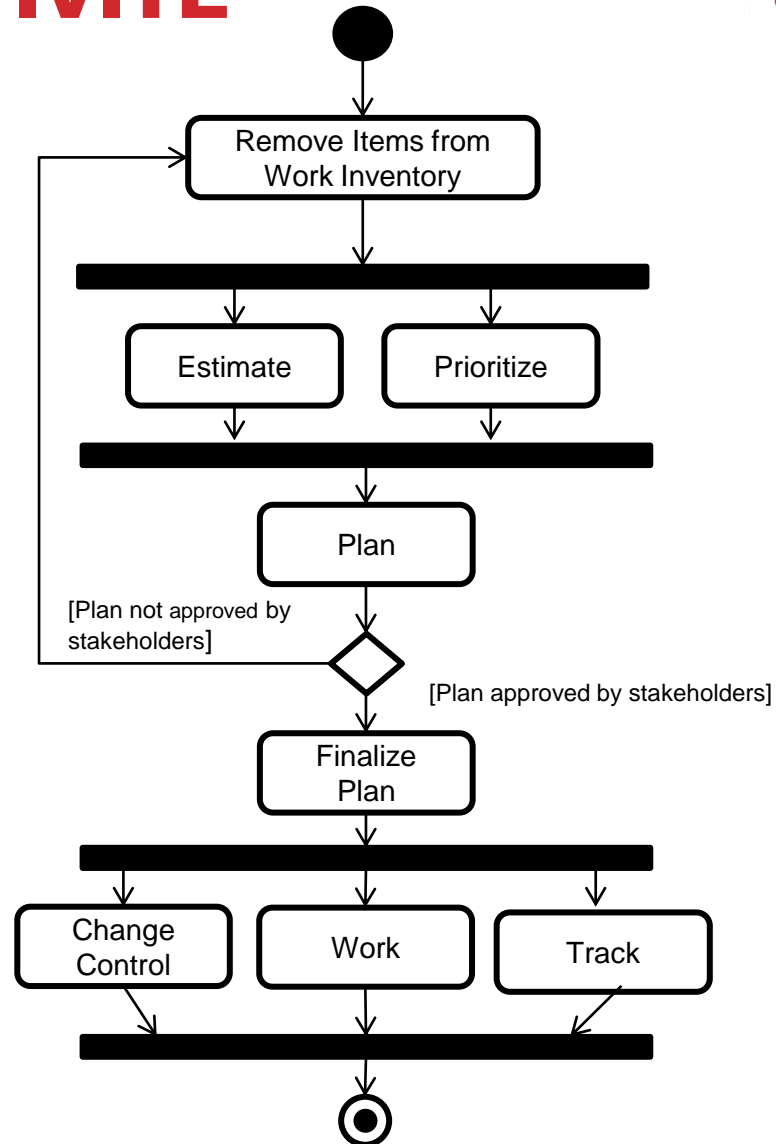 Remove Items from
Work Inventory
Estimate
Prioritize
Plan
[Plan not approved by
stakeholders]
[Plan approved by stakeholders]
Finalize
Plan
Change
Control
Work
Track